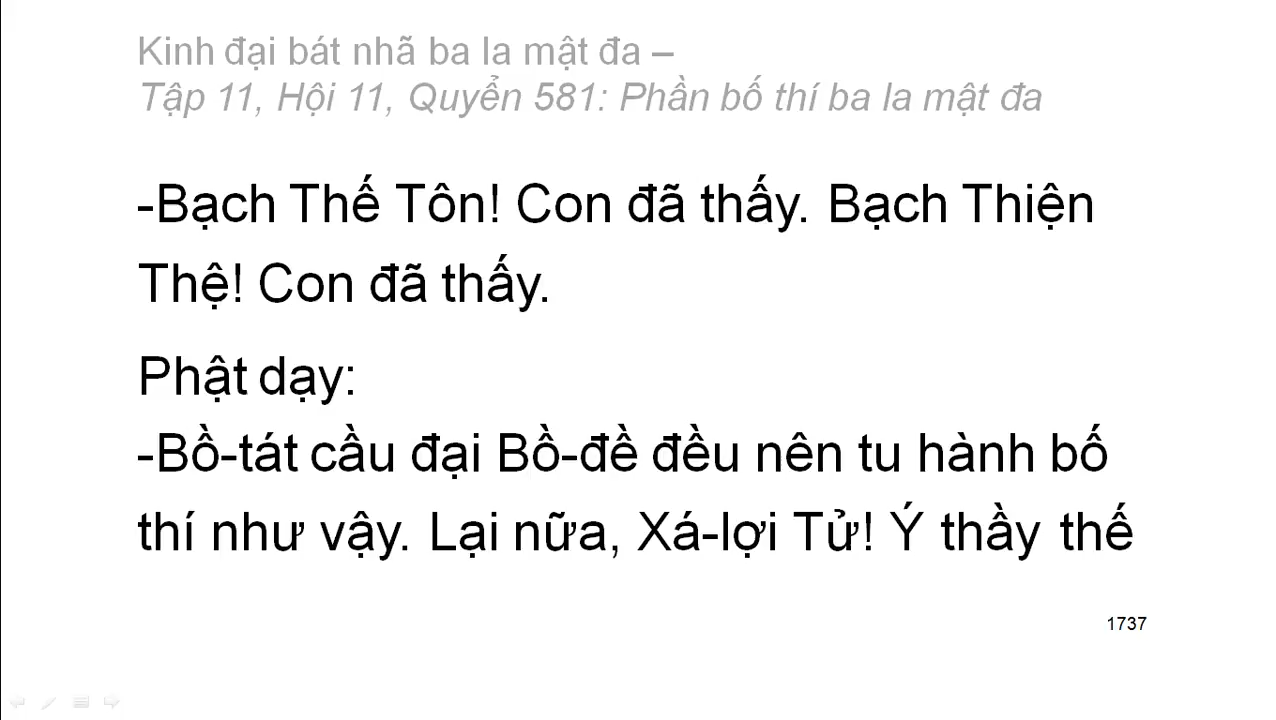 Kinh đại bát nhã ba la mật đa –
Tập 11, Hội 11, Quyển 581: Phần bố thí ba la mật đa
-Bạch Thế Tôn! Con đã thấy. Bạch Thiện
Thệ! Con đã thấy.
Phật dạy:
-Bồ-tát cầu đại Bồ-đề đều nên tu hành bố
thí như vậy. Lại nữa, Xá-lợi Tử! Ý thầy thế
1737